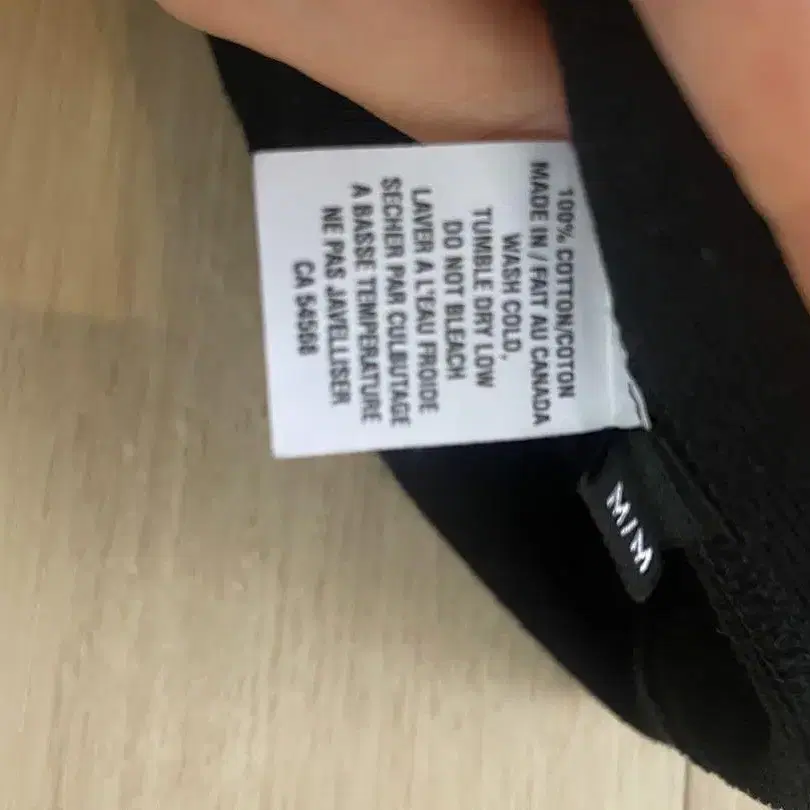 100% COTTON/COTON
MADE IN / FAIT AU CANADA
WASH COLD,
TUMBLE DRY LOW
DO NOT BLEACH
LAVER A L'EAU FROIDE
SECHER PAR CULBUTAGE
A BASSE TEMPERATURE
NE PAS JAVELLISER
CA 54568
M/M